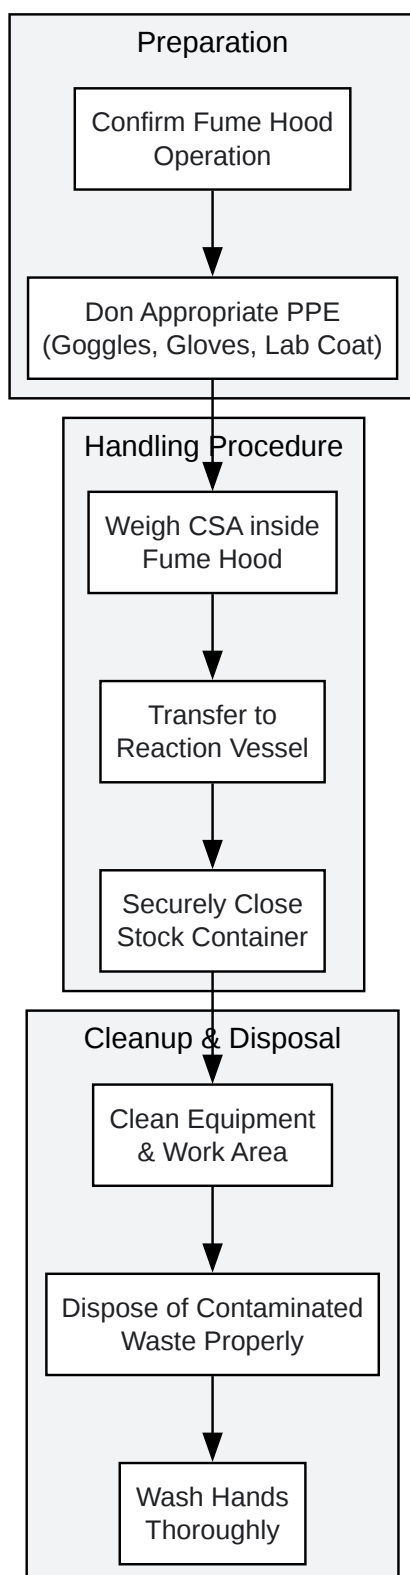 Preparation
Confirm Fume Hood
Operation
Don Appropriate PPE
(Goggles, Gloves, Lab Coat)
Handling Procedure
Weigh CSA inside
Fume Hood
Transfer to
Reaction Vessel
Securely Close
Stock Container
Cleanup & Disposal
Clean Equipment
& Work Area
Dispose of Contaminated
Waste Properly
Wash Hands
Thoroughly